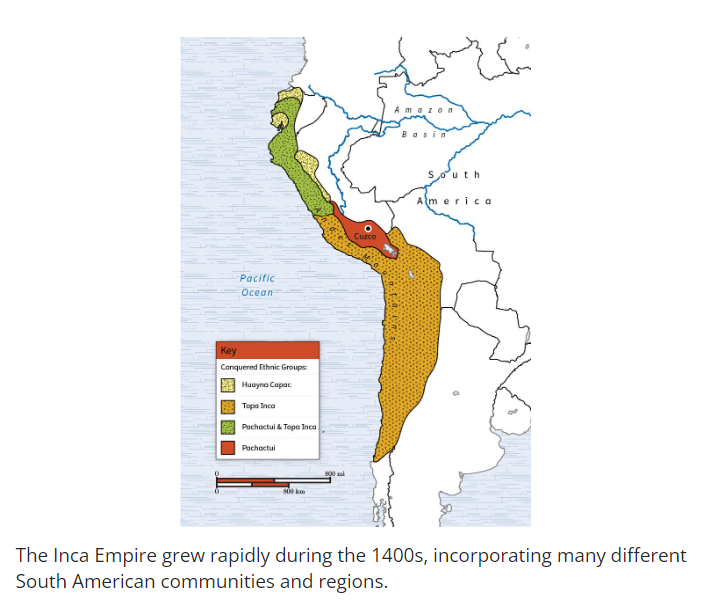 Amazon
Basin
South
America
Cuzco
Andes Mountains
Pacific
Ocean
Key
Conquered Ethnic Groups:
Huayna Capac
Topa Inca
Pachactui & Topa Inca
Pachactui
0 800 mi
0 800 km
The Inca Empire grew rapidly during the 1400s, incorporating many different
South American communities and regions.